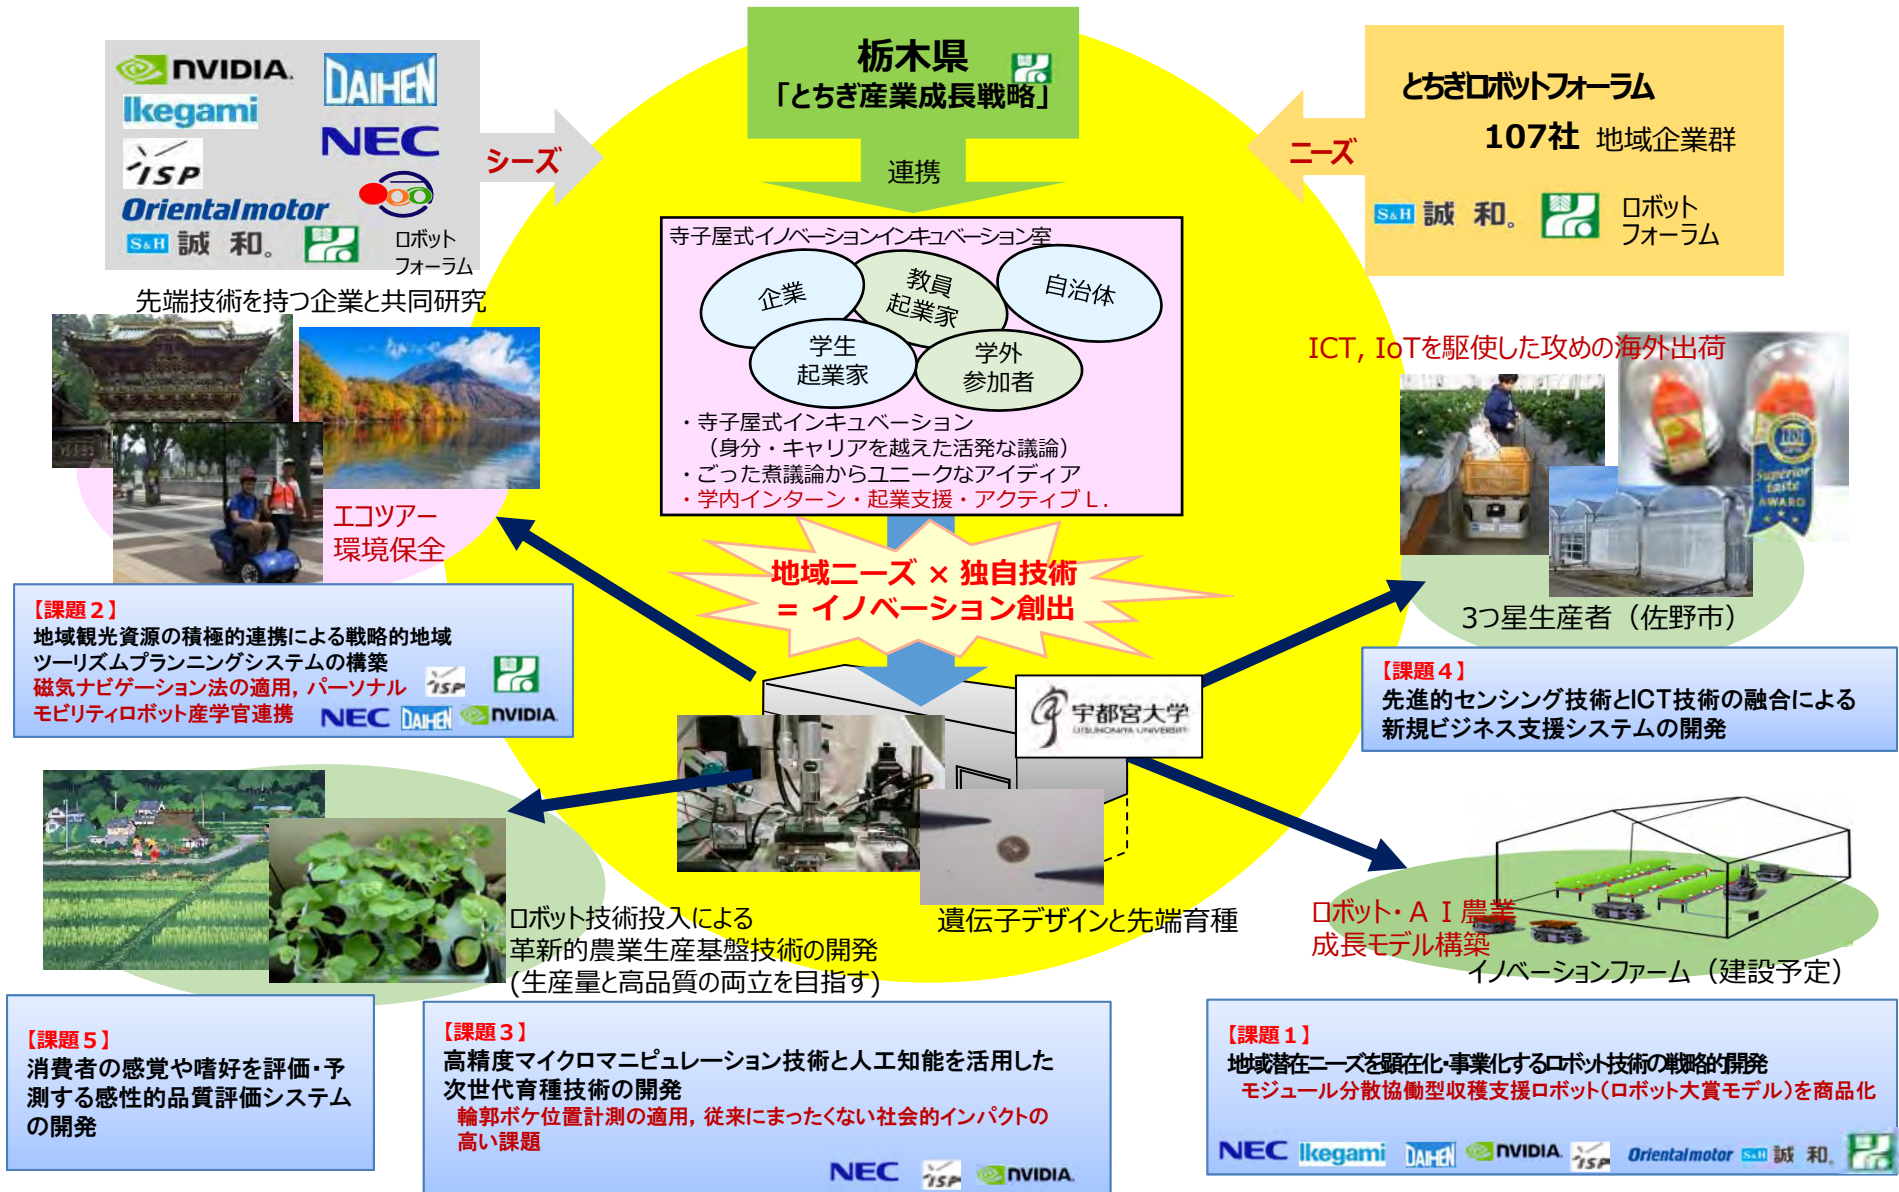 NVIDIA.
DAIHEN
Ikegami
NEC
ISP
Orientalmotor
S&H 誠 和。
ロボット
フォーラム
先端技術を持つ企業と共同研究
シーズ
栃木県
「とちぎ産業成長戦略」
連携
ニーズ
とちぎロボットフォーラム
107社 地域企業群
S&H 誠 和。
ロボット
フォーラム
寺子屋式イノベーションインキュベーション室
企業
教員
起業家
自治体
学生
起業家
学外
参加者
・寺子屋式インキュベーション
（身分・キャリアを越えた活発な議論）
・ごった煮議論からユニークなアイディア
・学内インターン・起業支援・アクティブＬ.
地域ニーズ × 独自技術
= イノベーション創出
エコツアー
環境保全
ICT, IoTを駆使した攻めの海外出荷
Superior
taste
AWARD
3つ星生産者（佐野市）
【課題２】
地域観光資源の積極的連携による戦略的地域
ツーリズムプランニングシステムの構築
磁気ナビゲーション法の適用，パーソナル
モビリティロボット産学官連携
ISP
NEC DAIHEN NVIDIA.
宇都宮大学
UTSUNOMIYA UNIVERSITY
【課題４】
先進的センシング技術とICT技術の融合による
新規ビジネス支援システムの開発
ロボット技術投入による
革新的農業生産基盤技術の開発
(生産量と高品質の両立を目指す)
遺伝子デザインと先端育種
ロボット・ＡＩ農業
成長モデル構築
イノベーションファーム（建設予定）
【課題５】
消費者の感覚や嗜好を評価・予
測する感性的品質評価システム
の開発
【課題３】
高精度マイクロマニピュレーション技術と人工知能を活用した
次世代育種技術の開発
輪郭ボケ位置計測の適用，従来にまったくない社会的インパクトの
高い課題
NEC ISP NVIDIA.
【課題１】
地域潜在ニーズを顕在化・事業化するロボット技術の戦略的開発
モジュール分散協働型収穫支援ロボット（ロボット大賞モデル）を商品化
NEC Ikegami DAIHEN NVIDIA. ISP Orientalmotor S&H 誠 和。